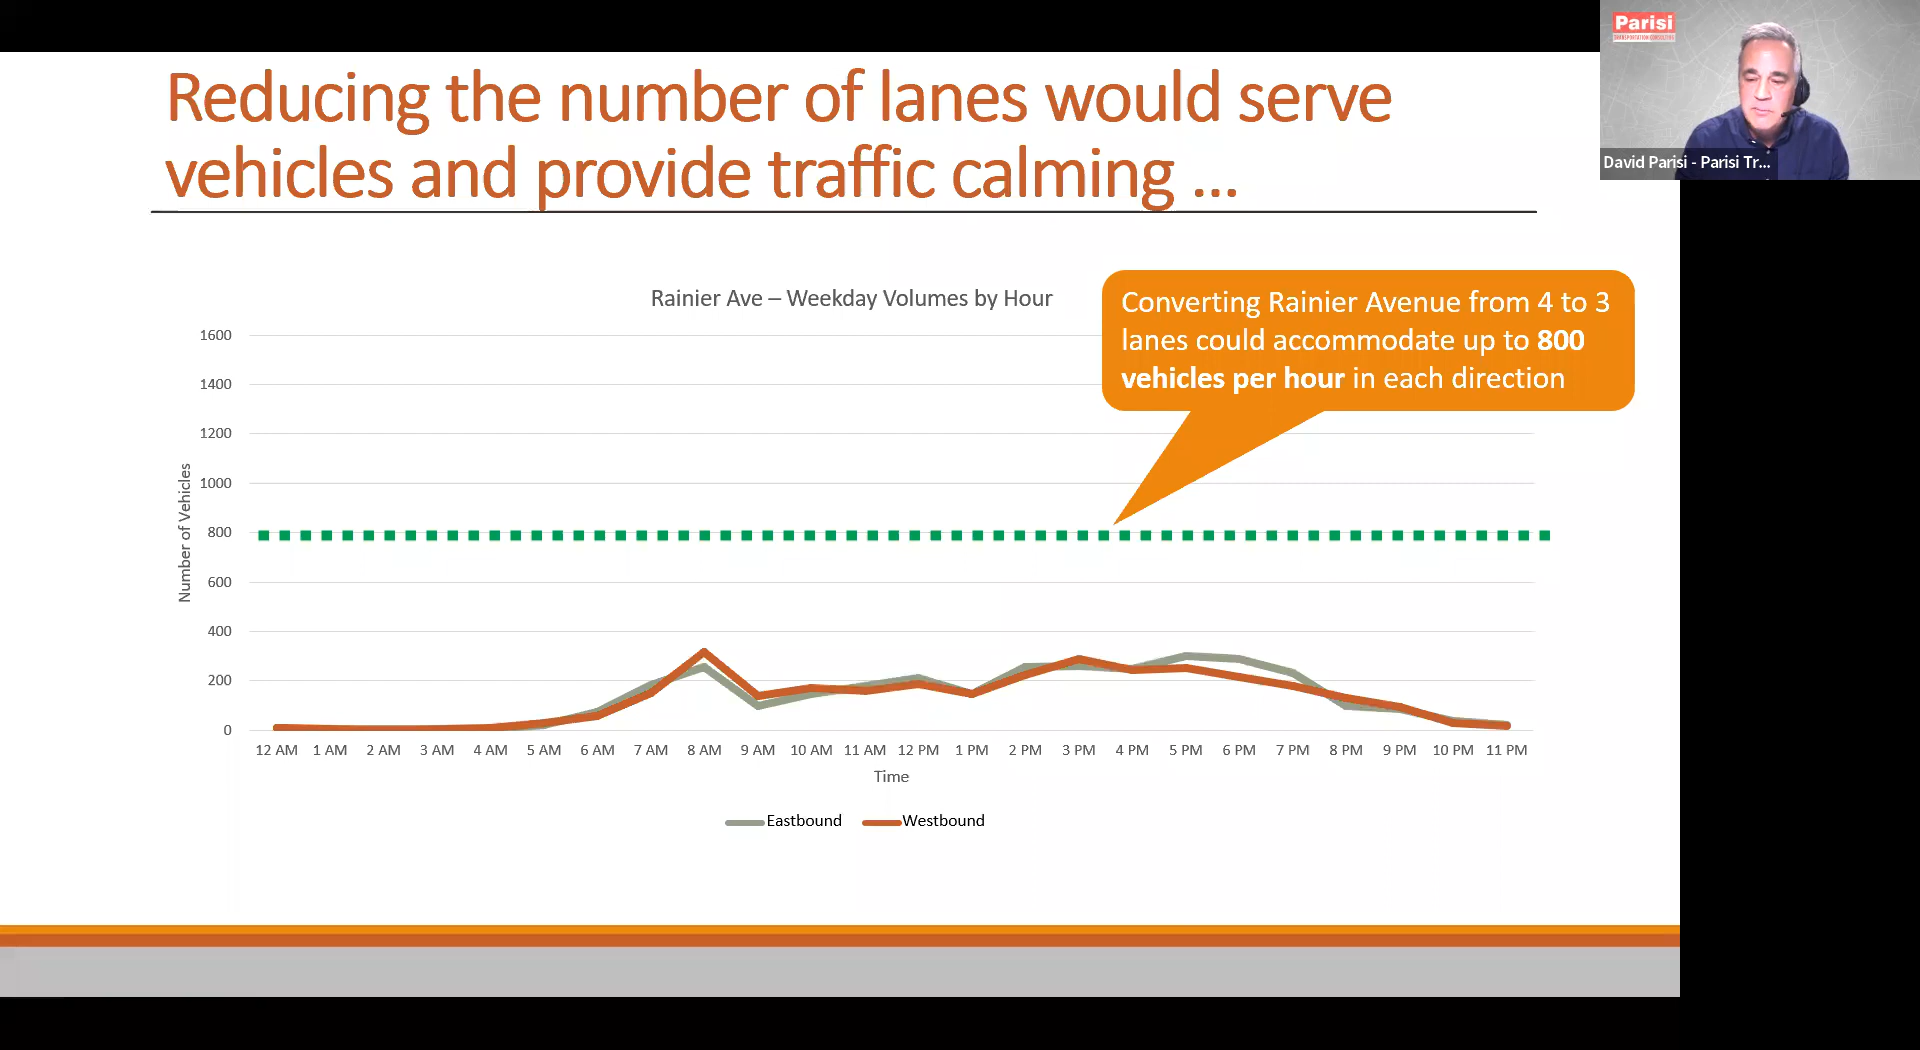 Reducing the number of lanes would serve
vehicles and provide traffic calming ...
Parisi
David Parisi - Parisi Tr...
Rainier Ave – Weekday Volumes by Hour
Converting Rainier Avenue from 4 to 3
lanes could accommodate up to 800
vehicles per hour in each direction
Number of Vehicles
1600
1400
1200
1000
800
600
400
200
0
12 AM 1 AM 2 AM 3 AM 4 AM 5 AM 6 AM 7 AM 8 AM 9 AM 10 AM 11 AM 12 PM 1 PM 2 PM 3 PM 4 PM 5 PM 6 PM 7 PM 8 PM 9 PM 10 PM 11 PM
Time
Eastbound Westbound